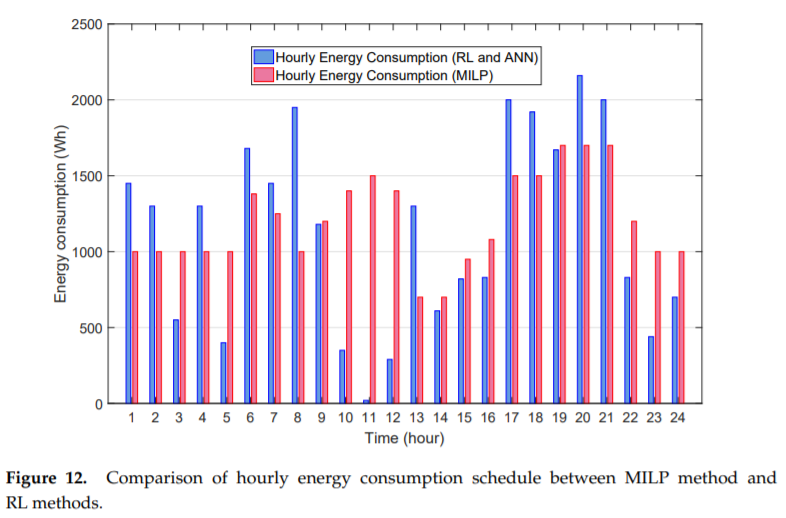 2500
2000
1500
1000
500
0
Energy consumption (Wh)
Hourly Energy Consumption (RL and ANN)
Hourly Energy Consumption (MILP)
1 2 3 4 5 6 7 8 9 10 11 12 13 14 15 16 17 18 19 20 21 22 23 24
Time (hour)
Figure 12. Comparison of hourly energy consumption schedule between MILP method and
RL methods.